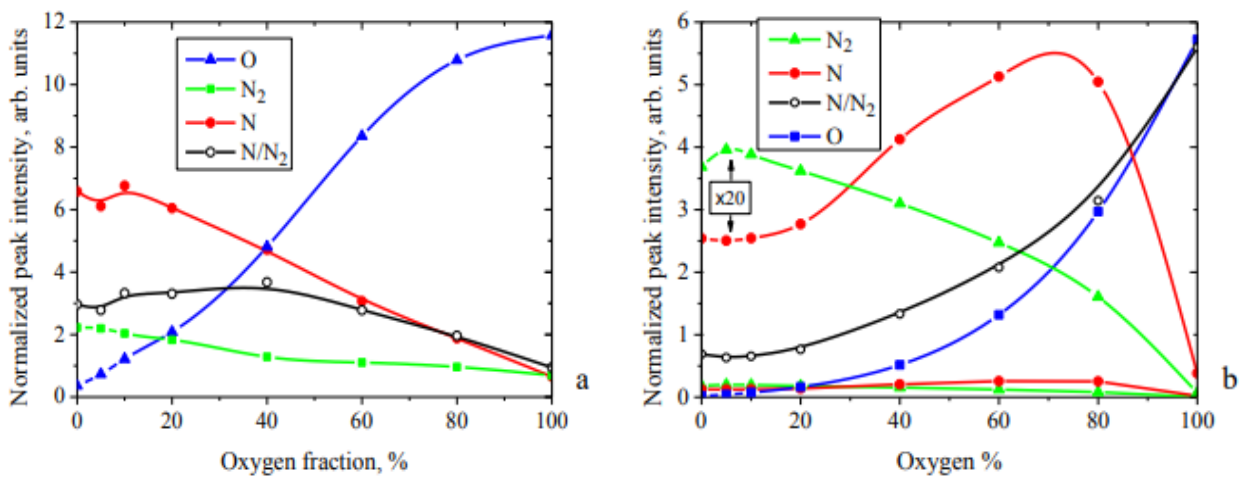 12
10
8
6
4
2
0
Normalized peak intensity, arb. units
O
N₂
N
N/N₂
a
0 20 40 60 80 100
Oxygen fraction, %
6
5
4
3
2
1
0
Normalized peak intensity, arb. units
N₂
N
N/N₂
O
x20
b
0 20 40 60 80 100
Oxygen %